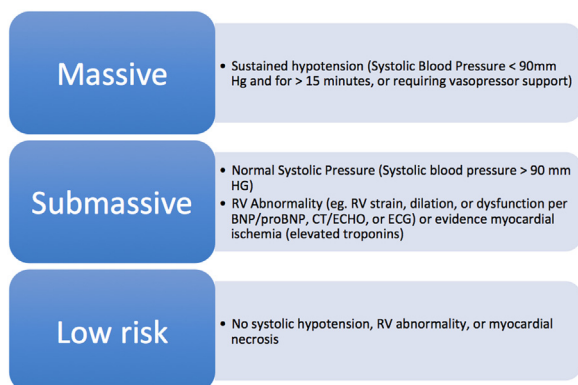 Massive
• Sustained hypotension (Systolic Blood Pressure < 90mm
Hg and for > 15 minutes, or requiring vasopressor support)
Submassive
• Normal Systolic Pressure (Systolic blood pressure > 90 mm
HG)
• RV Abnormality (eg. RV strain, dilation, or dysfunction per
BNP/proBNP, CT/ECHO, or ECG) or evidence myocardial
ischemia (elevated troponins)
Low risk
• No systolic hypotension, RV abnormality, or myocardial
necrosis